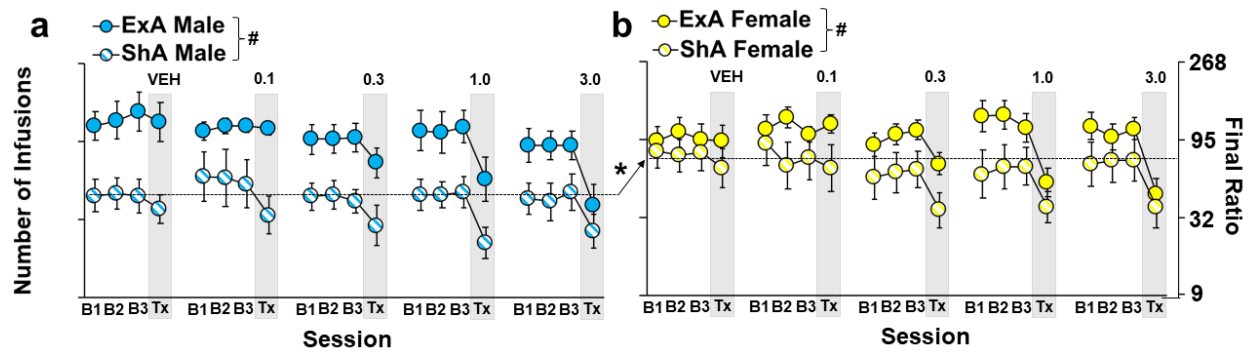 a
ExA Male
ShA Male
#
VEH 0.1 0.3 1.0 3.0
Number of Infusions
B1 B2 B3 Tx B1 B2 B3 Tx B1 B2 B3 Tx B1 B2 B3 Tx B1 B2 B3 Tx
Session
*
b
ExA Female
ShA Female
#
VEH 0.1 0.3 1.0 3.0
268
95
32
9
Final Ratio
B1 B2 B3 Tx B1 B2 B3 Tx B1 B2 B3 Tx B1 B2 B3 Tx B1 B2 B3 Tx
Session